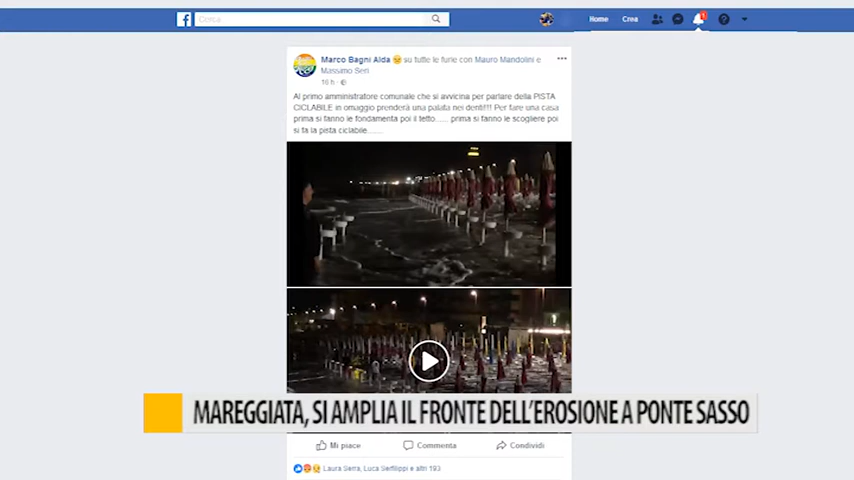 Cerca
Home
Crea
1
Marco Bagni Alda su tutte le furie con Mauro Mandolini e
Massimo Seri
16 h
Al primo amministratore comunale che si avvicina per parlare della PISTA
CICLABILE in omaggio prenderà una palata nei denti!!! Per fare una casa
prima si fanno le fondamenta poi il tetto...... prima si fanno le scogliere poi
si fa la pista ciclabile........
MAREGGIATA, SI AMPLIA IL FRONTE DELL'EROSIONE A PONTE SASSO
Mi piace
Commenta
Condividi
Laura Serra, Luca Serfilippi e altri 193